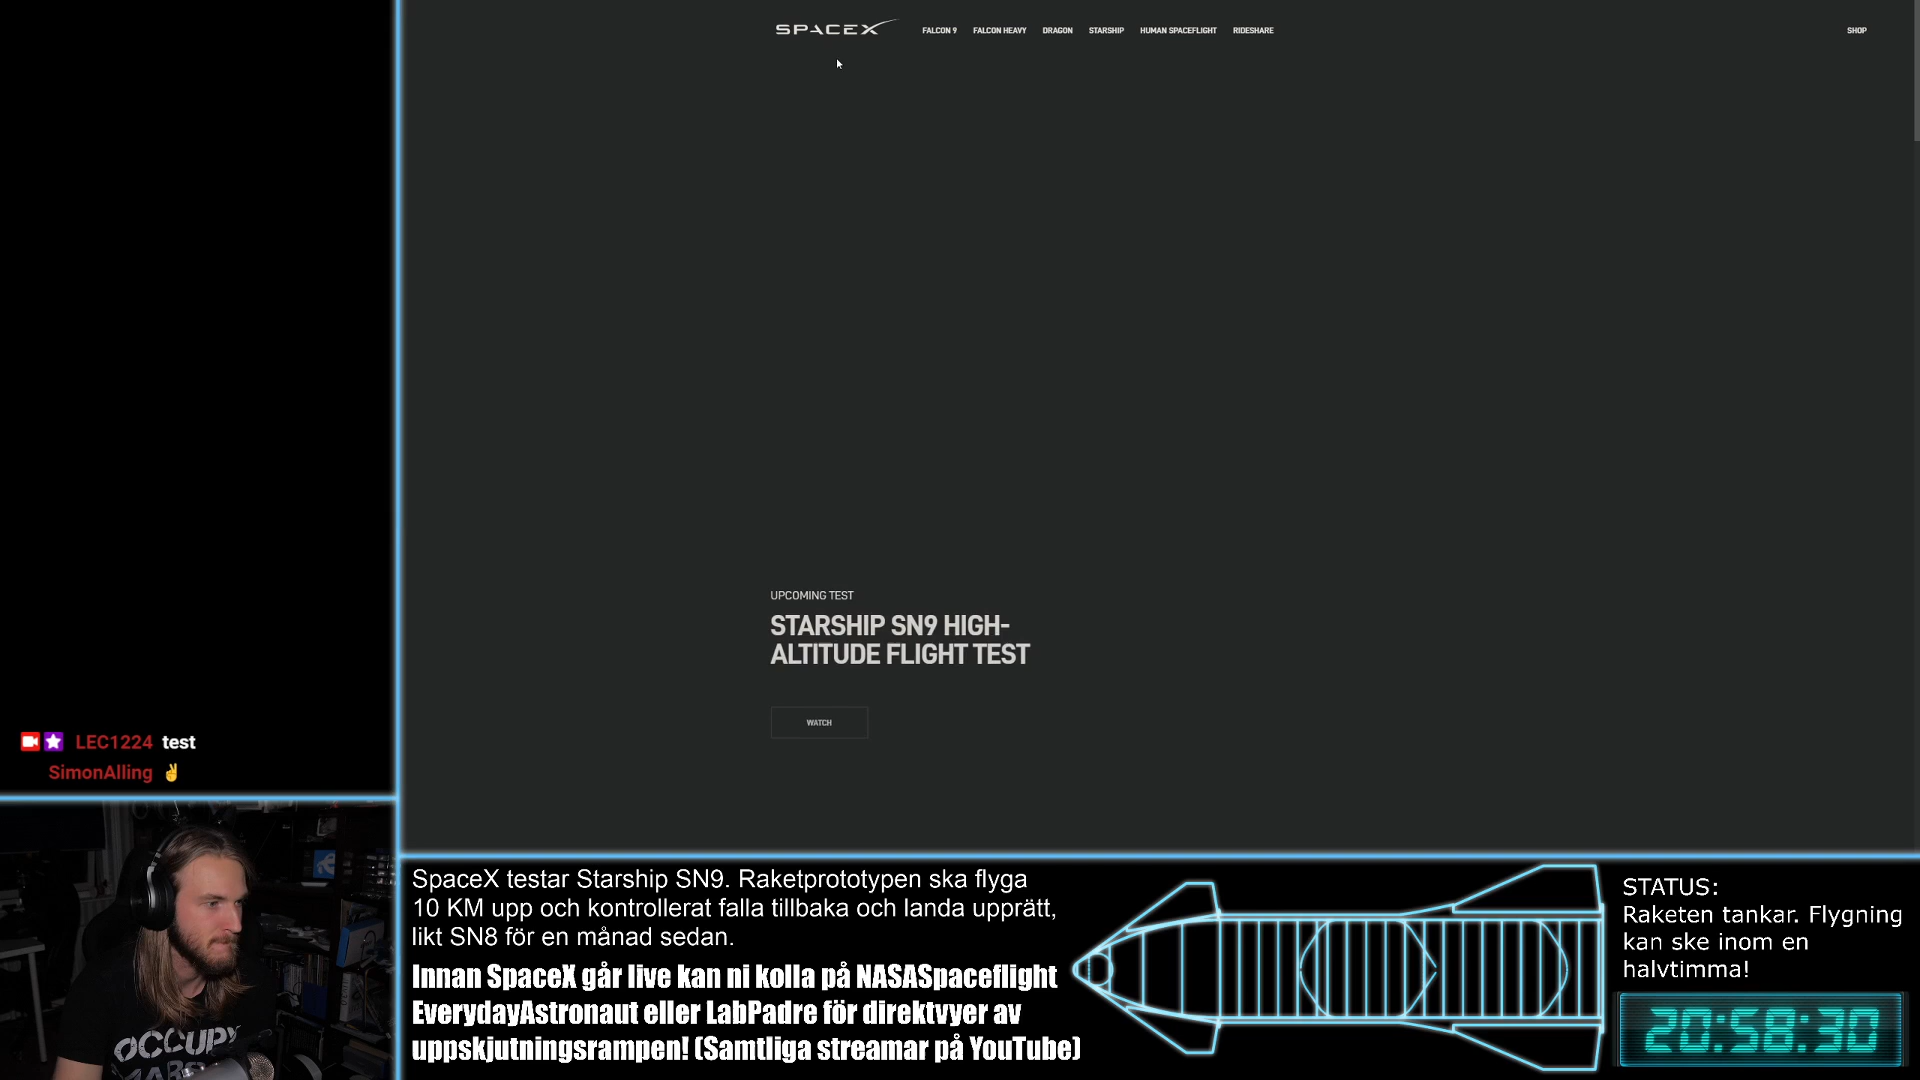 SPACEX
FALCON 9 FALCON HEAVY DRAGON STARSHIP HUMAN SPACEFLIGHT RIDESHARE SHOP
UPCOMING TEST
STARSHIP SN9 HIGH-
ALTITUDE FLIGHT TEST
WATCH
LEC1224 test
SimonAlling ✌
OCCUPY
MARS
SpaceX testar Starship SN9. Raketprototypen ska flyga
10 KM upp och kontrollerat falla tillbaka och landa upprätt,
likt SN8 för en månad sedan.
Innan SpaceX går live kan ni kolla på NASASpaceflight
EverydayAstronaut eller LabPadre för direktvyer av
uppskjutningsrampen! (Samtliga streamar på YouTube)
STATUS:
Raketen tankar. Flygning
kan ske inom en
halvtimma!
20:58:30